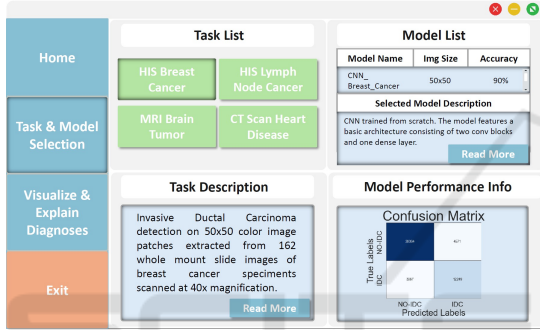 Home
Task & Model
Selection
Visualize &
Explain
Diagnoses
Exit
Task List
HIS Breast
Cancer
HIS Lymph
Node Cancer
MRI Brain
Tumor
CT Scan Heart
Disease
Task Description
Invasive Ductal Carcinoma
detection on 50x50 color image
patches extracted from 162
whole mount slide images of
breast cancer speciments
scanned at 40x magnification.
Read More
Model List
Model Name Img Size Accuracy
CNN_
Breast_Cancer 50x50 90%
Selected Model Description
CNN trained from scratch. The model features a
basic architecture consisting of two conv blocks
and one dense layer.
Read More
Model Performance Info
Confusion Matrix
True Labels
NO-IDC
IDC
NO-IDC IDC
Predicted Labels